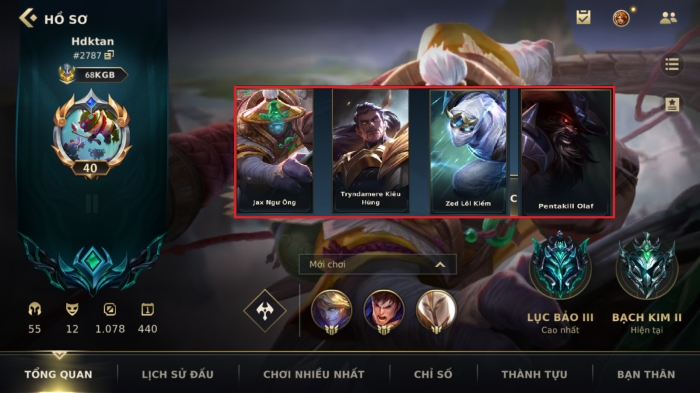 HỒ SƠ
Hdktan
#2787
68KGB
40
55
12
1.078
440
Jax Ngư Ông
Tryndamere Kiêu
Hùng
Zed Lôi Kiếm
Pentakill Olaf
C
Mới chơi
LỤC BẢO III
Cao nhất
BẠCH KIM II
Hiện tại
TỔNG QUAN
LỊCH SỬ ĐẤU
CHƠI NHIỀU NHẤT
CHỈ SỐ
THÀNH TỰU
BẠN THÂN